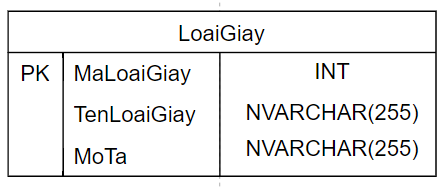 LoaiGiay
PK MaLoaiGiay INT
TenLoaiGiay NVARCHAR(255)
MoTa NVARCHAR(255)